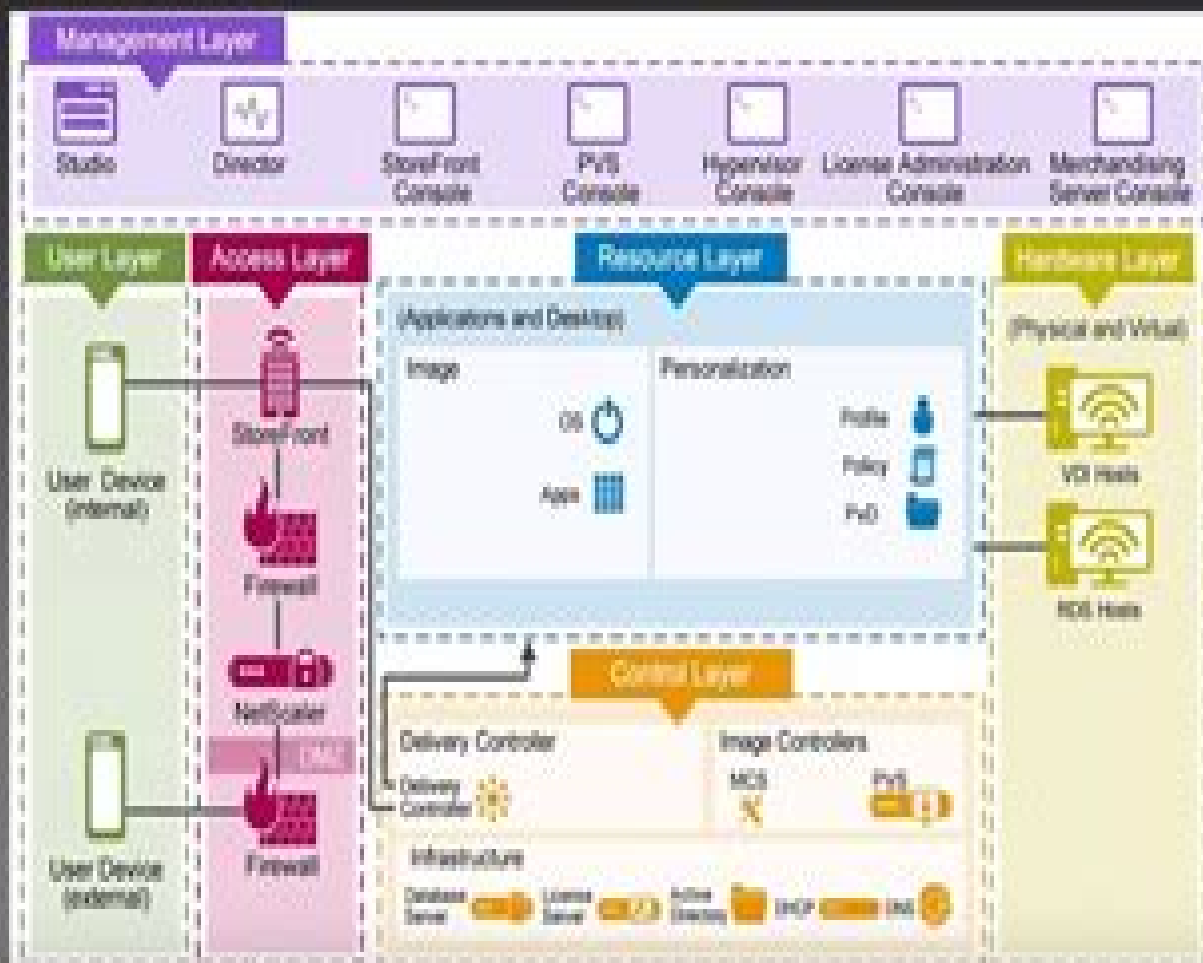 Management Layer
Studio
Director
StoreFront
Console
PVS
Console
Hypervisor
Console
License Administration
Console
Merchandising
Server Console
User Layer
Access Layer
Resource Layer
Hardware Layer
User Device
(internal)
User Device
(external)
StoreFront
Firewall
NetScaler
DMZ
Firewall
(Applications and Desktop)
Image
OS
Apps
Personalization
Profile
Policy
PvD
(Physical and Virtual)
VDI Hosts
RDS Hosts
Control Layer
Delivery Controller
Delivery
Controller
Image Controllers
MCS
PVS
Infrastructure
Database
Server
License
Server
Active
Directory
DHCP
DNS